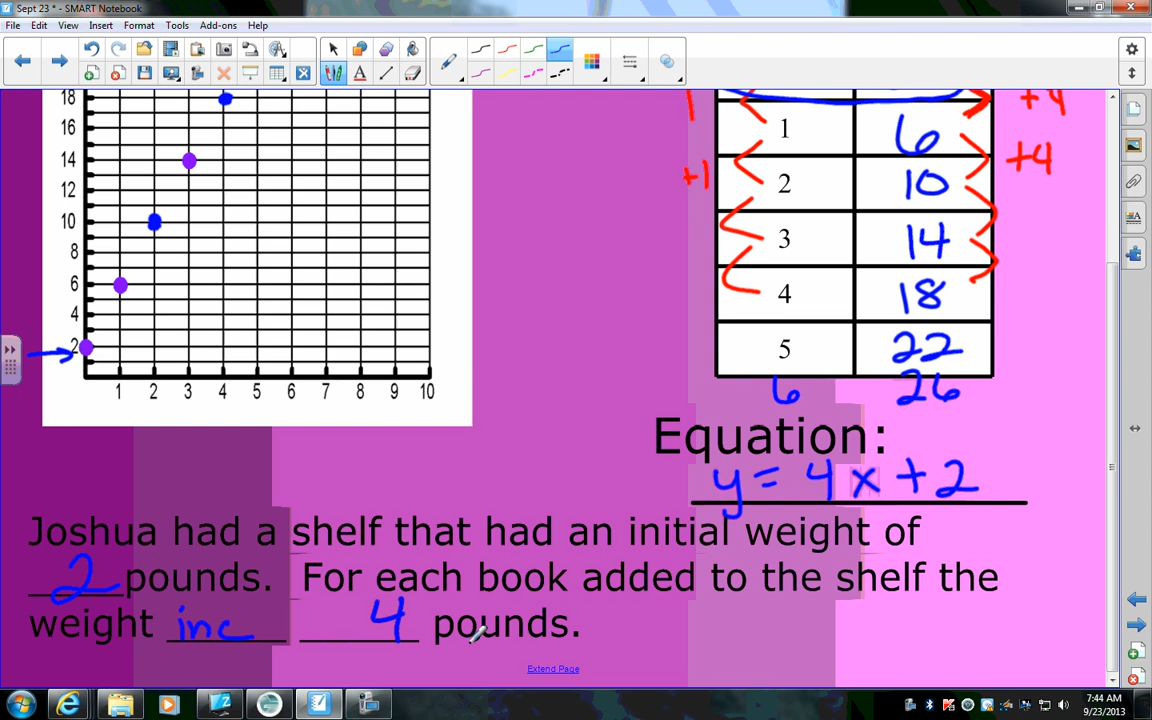 Sept 23 * - SMART Notebook
File Edit View Insert Format Tools Add-ons Help
18
16
14
12
10
8
6
4
2
1 2 3 4 5 6 7 8 9 10
1 +4
1 6
+1 +4
2 10
3 14
4 18
5 22
6 26
Equation:
y = 4x + 2
Joshua had a shelf that had an initial weight of
2 pounds. For each book added to the shelf the
weight inc 4 pounds.
Extend Page
7:44 AM
9/23/2013